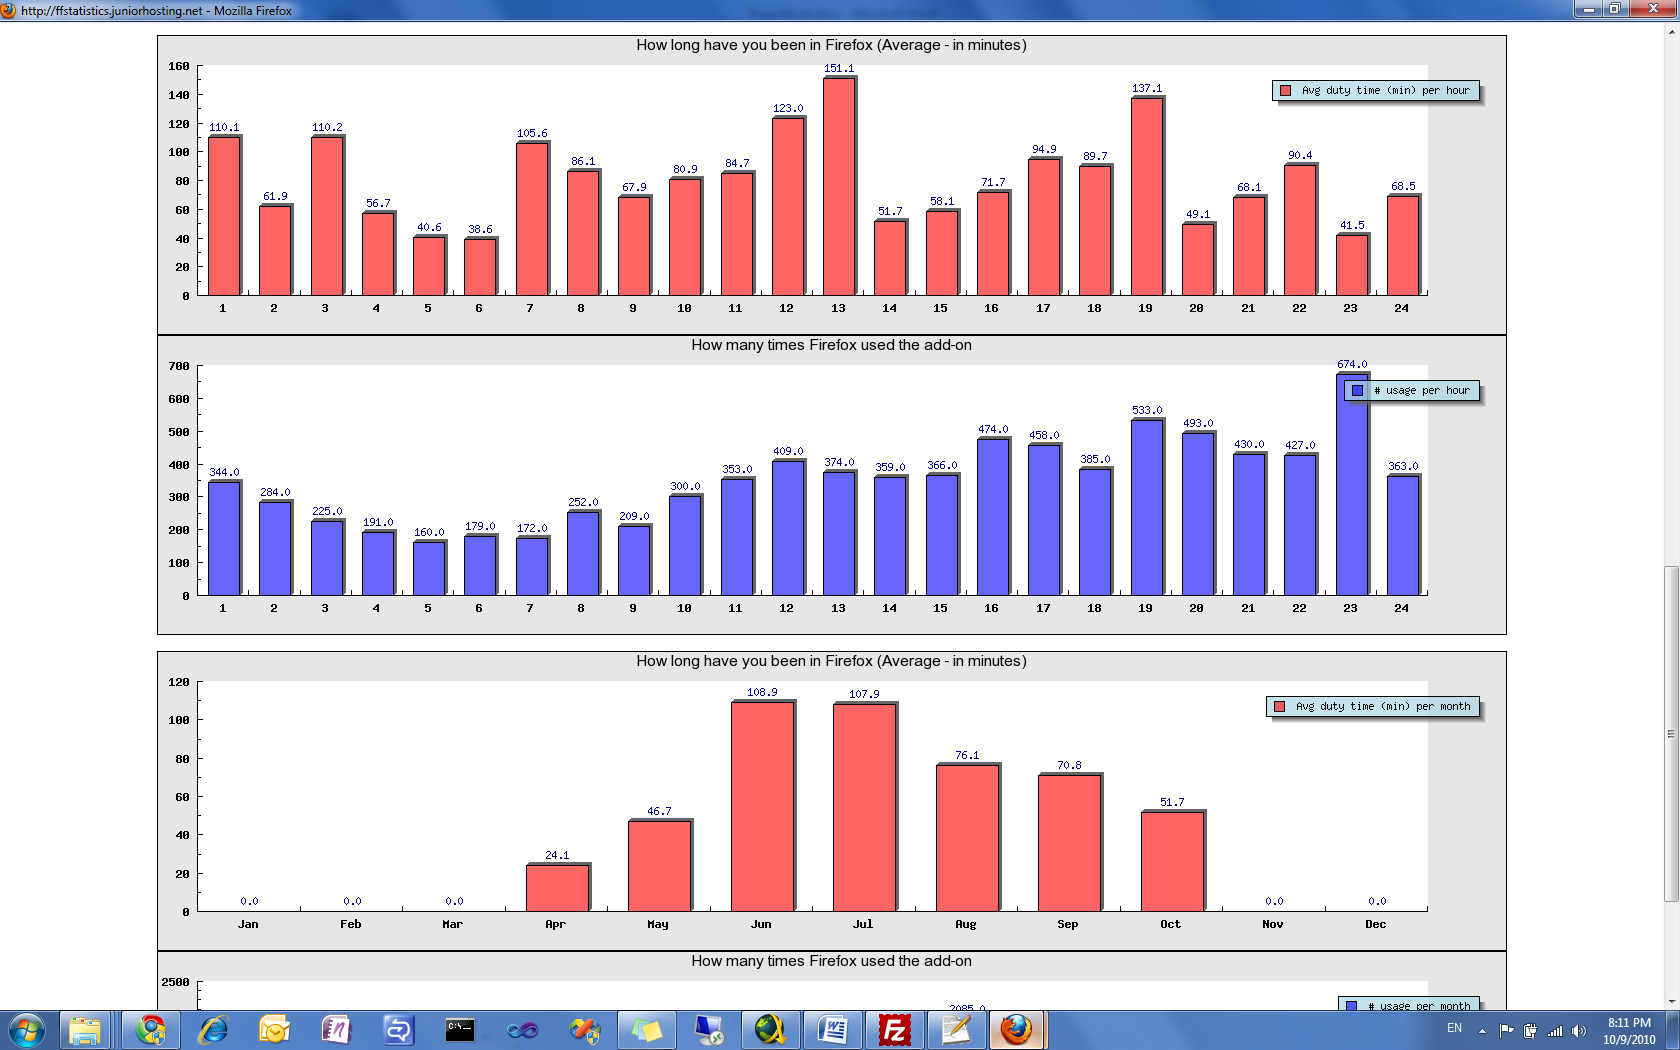 http://ffstatistics.juniorhosting.net - Mozilla Firefox
How long have you been in Firefox (Average - in minutes)
Avg duty time (min) per hour
160
140
120
100
80
60
40
20
0
110.1 61.9 110.2 56.7 40.6 38.6 105.6 86.1 67.9 80.9 84.7 123.0 151.1 51.7 58.1 71.7 94.9 89.7 137.1 49.1 68.1 90.4 41.5 68.5
1 2 3 4 5 6 7 8 9 10 11 12 13 14 15 16 17 18 19 20 21 22 23 24
How many times Firefox used the add-on
# usage per hour
700
600
500
400
300
200
100
0
344.0 284.0 225.0 191.0 160.0 179.0 172.0 252.0 209.0 300.0 353.0 409.0 374.0 359.0 366.0 474.0 458.0 385.0 533.0 493.0 430.0 427.0 674.0 363.0
1 2 3 4 5 6 7 8 9 10 11 12 13 14 15 16 17 18 19 20 21 22 23 24
How long have you been in Firefox (Average - in minutes)
Avg duty time (min) per month
120
100
80
60
40
20
0
0.0 0.0 0.0 24.1 46.7 108.9 107.9 76.1 70.8 51.7 0.0 0.0
Jan Feb Mar Apr May Jun Jul Aug Sep Oct Nov Dec
How many times Firefox used the add-on
2500
2085.0
# usage per month
EN
8:11 PM
10/9/2010